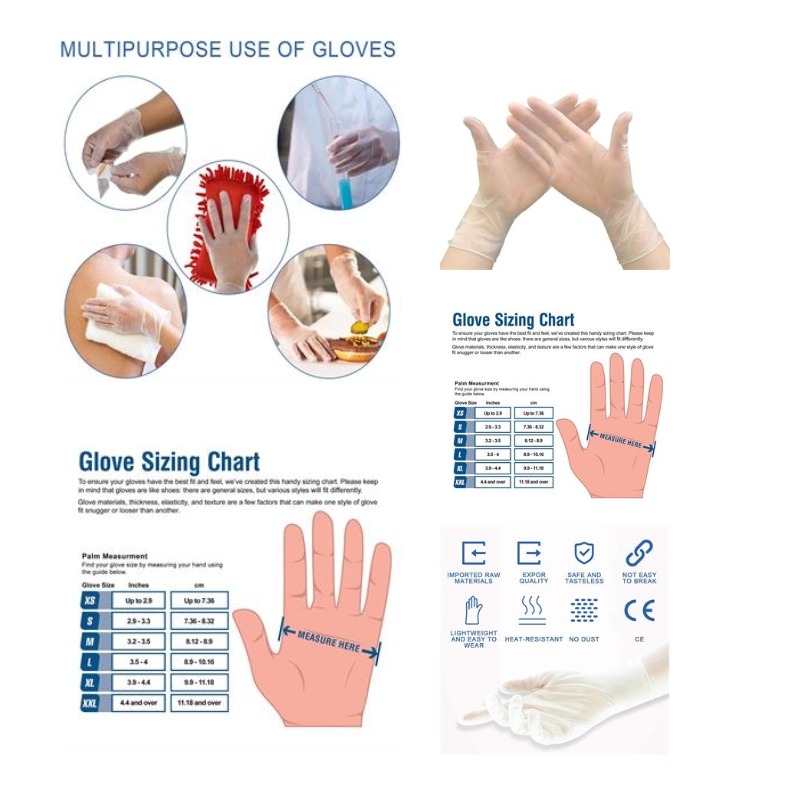 MULTIPURPOSE USE OF GLOVES
Glove Sizing Chart
To ensure your gloves have the best fit and feel, we've created this handy sizing chart. Please keep
in mind that gloves are like shoes: there are general sizes, but various styles will fit differently.
Glove materials, thickness, elasticity, and texture are a few factors that can make one style of glove
fit snugger or looser than another.
Palm Measurment
Find your glove size by measuring your hand using
the guide below.
Glove Size Inches cm
XS Up to 2.9 Up to 7.36
S 2.9 - 3.3 7.36 - 8.32
M 3.2 - 3.5 8.12 - 8.9
L 3.5 - 4 8.9 - 10.16
XL 3.9 - 4.4 9.9 - 11.18
XXL 4.4 and over 11.18 and over
MEASURE HERE
Glove Sizing Chart
To ensure your gloves have the best fit and feel, we've created this handy sizing chart. Please keep
in mind that gloves are like shoes: there are general sizes, but various styles will fit differently.
Glove materials, thickness, elasticity, and texture are a few factors that can make one style of glove
fit snugger or looser than another.
Palm Measurment
Find your glove size by measuring your hand using
the guide below.
Glove Size Inches cm
XS Up to 2.9 Up to 7.36
S 2.9 - 3.3 7.36 - 8.32
M 3.2 - 3.5 8.12 - 8.9
L 3.5 - 4 8.9 - 10.16
XL 3.9 - 4.4 9.9 - 11.18
XXL 4.4 and over 11.18 and over
MEASURE HERE
IMPORTED RAW
MATERIALS
EXPOR
QUALITY
SAFE AND
TASTELESS
NOT EASY
TO BREAK
CE
LIGHTWEIGHT
AND EASY TO
WEAR
HEAT-RESISTANT
NO DUST
CE